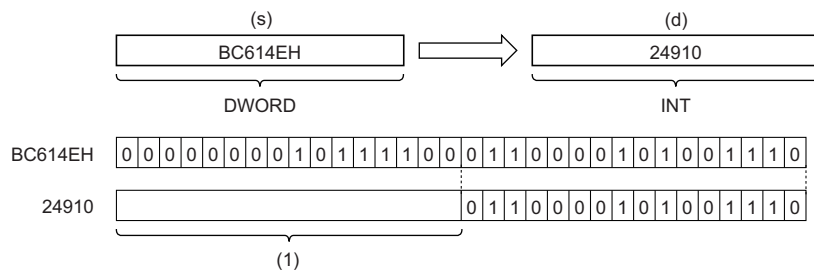 (s) (d)
BC614EH 24910
DWORD INT
BC614EH 0 0 0 0 0 0 0 0 1 0 1 1 1 1 0 0 0 1 1 0 0 0 0 1 0 1 0 0 1 1 1 0
24910 0 1 1 0 0 0 0 1 0 1 0 0 1 1 1 0
(1)